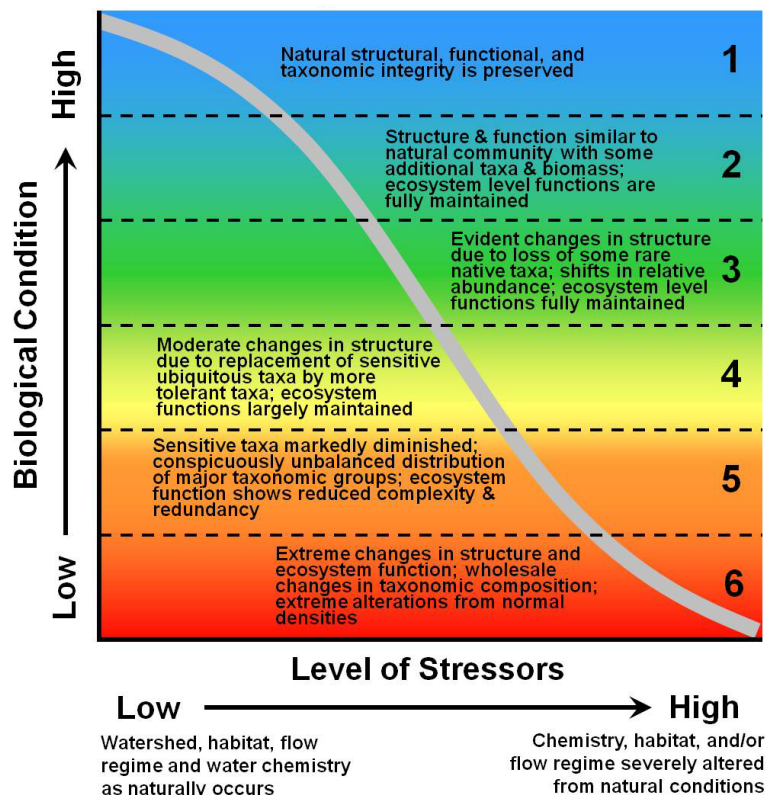 High
Biological Condition
Low
Natural structural, functional, and
taxonomic integrity is preserved
1
Structure & function similar to
natural community with some
additional taxa & biomass;
ecosystem level functions are
fully maintained
2
Evident changes in structure
due to loss of some rare
native taxa; shifts in relative
abundance; ecosystem level
functions fully maintained
3
Moderate changes in structure
due to replacement of sensitive
ubiquitous taxa by more
tolerant taxa; ecosystem
functions largely maintained
4
Sensitive taxa markedly diminished;
conspicuously unbalanced distribution
of major taxonomic groups; ecosystem
function shows reduced complexity &
redundancy
5
Extreme changes in structure and
ecosystem function; wholesale
changes in taxonomic composition;
extreme alterations from normal
densities
6
Level of Stressors
Low
High
Watershed, habitat, flow
regime and water chemistry
as naturally occurs
Chemistry, habitat, and/or
flow regime severely altered
from natural conditions